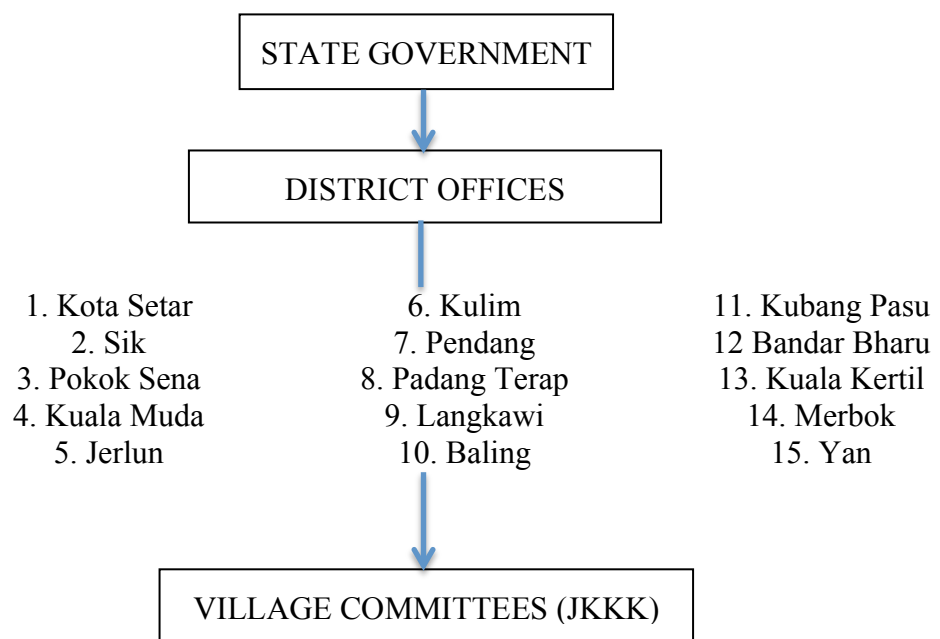 STATE GOVERNMENT
DISTRICT OFFICES
1. Kota Setar
2. Sik
3. Pokok Sena
4. Kuala Muda
5. Jerlun
6. Kulim
7. Pendang
8. Padang Terap
9. Langkawi
10. Baling
11. Kubang Pasu
12 Bandar Bharu
13. Kuala Kertil
14. Merbok
15. Yan
VILLAGE COMMITTEES (JKKK)